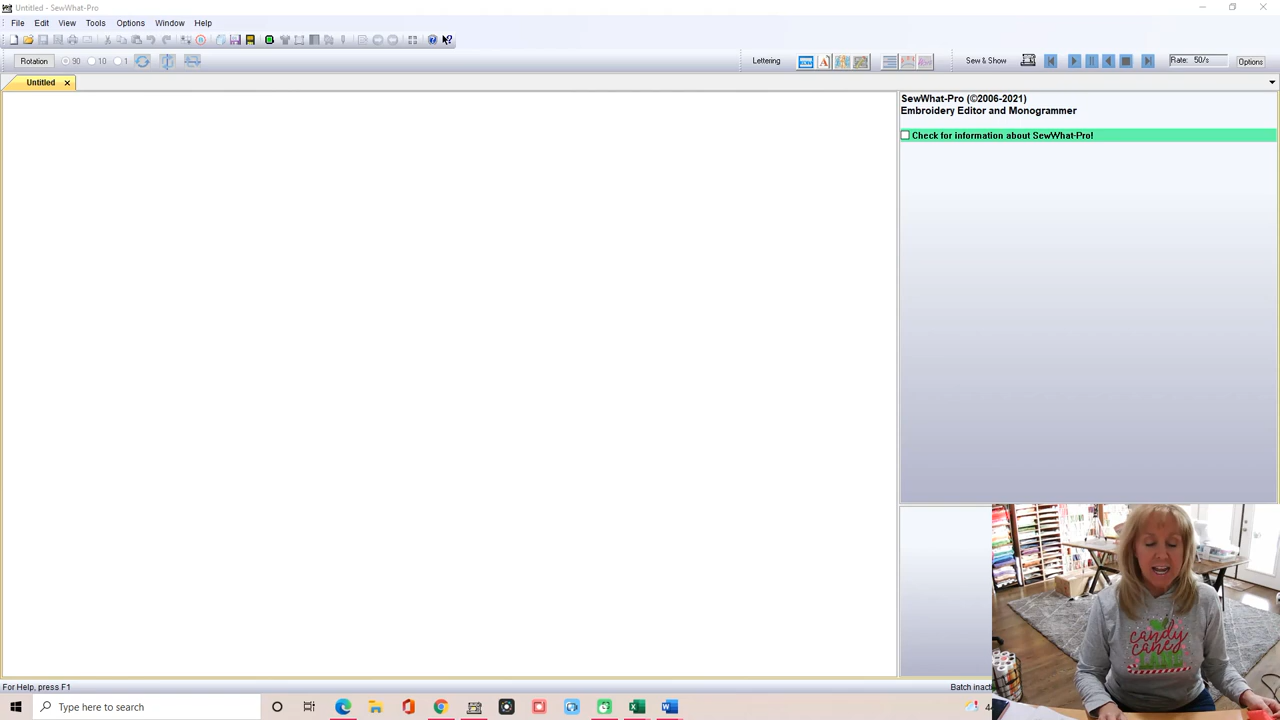 Untitled - SewWhat-Pro
File Edit View Tools Options Window Help
Rotation 90 10 1 Lettering Sew & Show Rate: 50/s Options
Untitled
SewWhat-Pro (©2006-2021)
Embroidery Editor and Monogrammer
Check for information about SewWhat-Pro!
candy canes
For Help, press F1
Batch inacti
Type here to search